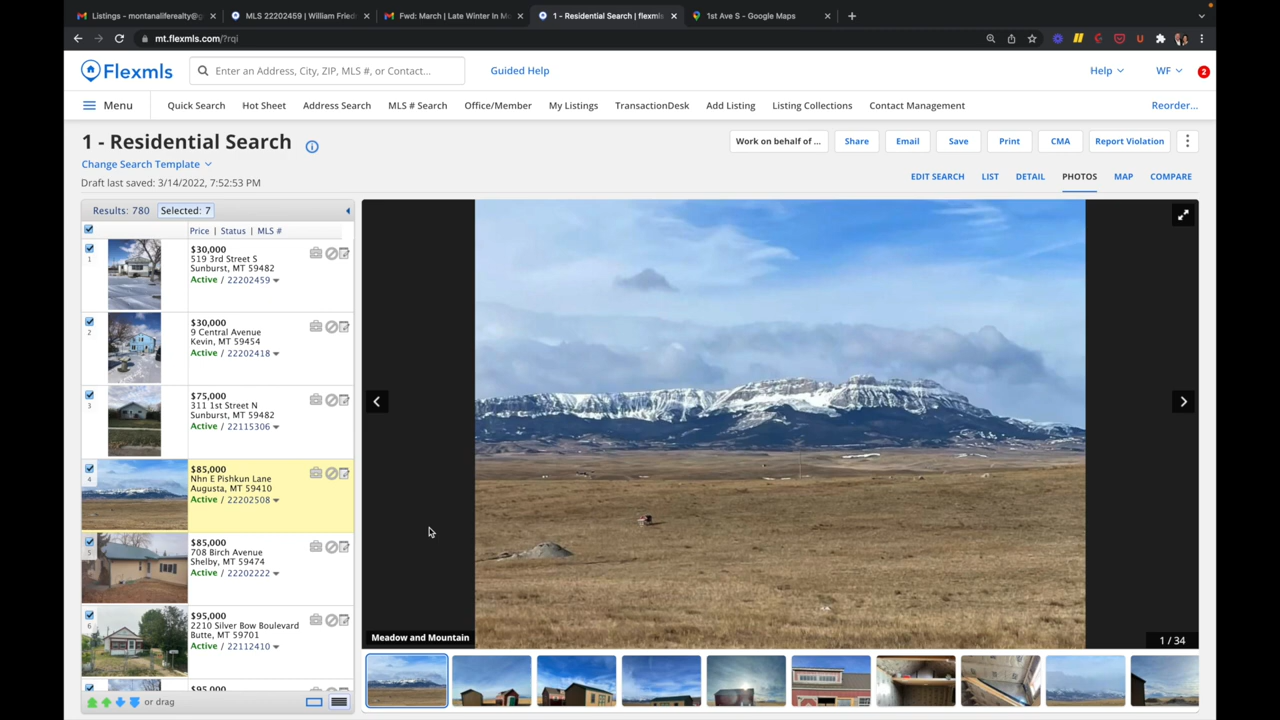 Listings - montanaliferealty@g
MLS 22202459 | William Fried
Fwd: March | Late Winter In M
1 - Residential Search | flexmls
1st Ave S - Google Maps
mt.flexmls.com/?rqi
Flexmls
Enter an Address, City, ZIP, MLS #, or Contact...
Guided Help
Help
WF
2
Menu
Quick Search
Hot Sheet
Address Search
MLS # Search
Office/Member
My Listings
TransactionDesk
Add Listing
Listing Collections
Contact Management
Reorder...
1 - Residential Search
Work on behalf of ...
Share
Email
Save
Print
CMA
Report Violation
Change Search Template
Draft last saved: 3/14/2022, 7:52:53 PM
EDIT SEARCH
LIST
DETAIL
PHOTOS
MAP
COMPARE
Results: 780
Selected: 7
Price | Status | MLS #
1
$30,000
519 3rd Street S
Sunburst, MT 59482
Active / 22202459
2
$30,000
9 Central Avenue
Kevin, MT 59454
Active / 22202418
3
$75,000
311 1st Street N
Sunburst, MT 59482
Active / 22115306
4
$85,000
Nhn E Pishkun Lane
Augusta, MT 59410
Active / 22202508
5
$85,000
708 Birch Avenue
Shelby, MT 59474
Active / 22202222
6
$95,000
2210 Silver Bow Boulevard
Butte, MT 59701
Active / 22112410
$95,000
or drag
Meadow and Mountain
1 / 34